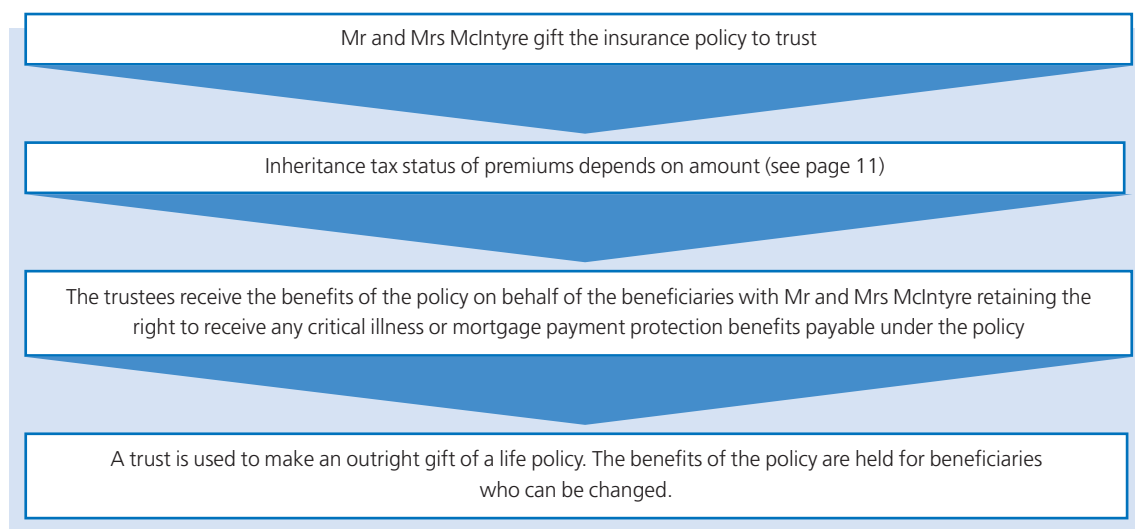 Mr and Mrs McIntyre gift the insurance policy to trust
Inheritance tax status of premiums depends on amount (see page 11)
The trustees receive the benefits of the policy on behalf of the beneficiaries with Mr and Mrs McIntyre retaining the
right to receive any critical illness or mortgage payment protection benefits payable under the policy
A trust is used to make an outright gift of a life policy. The benefits of the policy are held for beneficiaries
who can be changed.